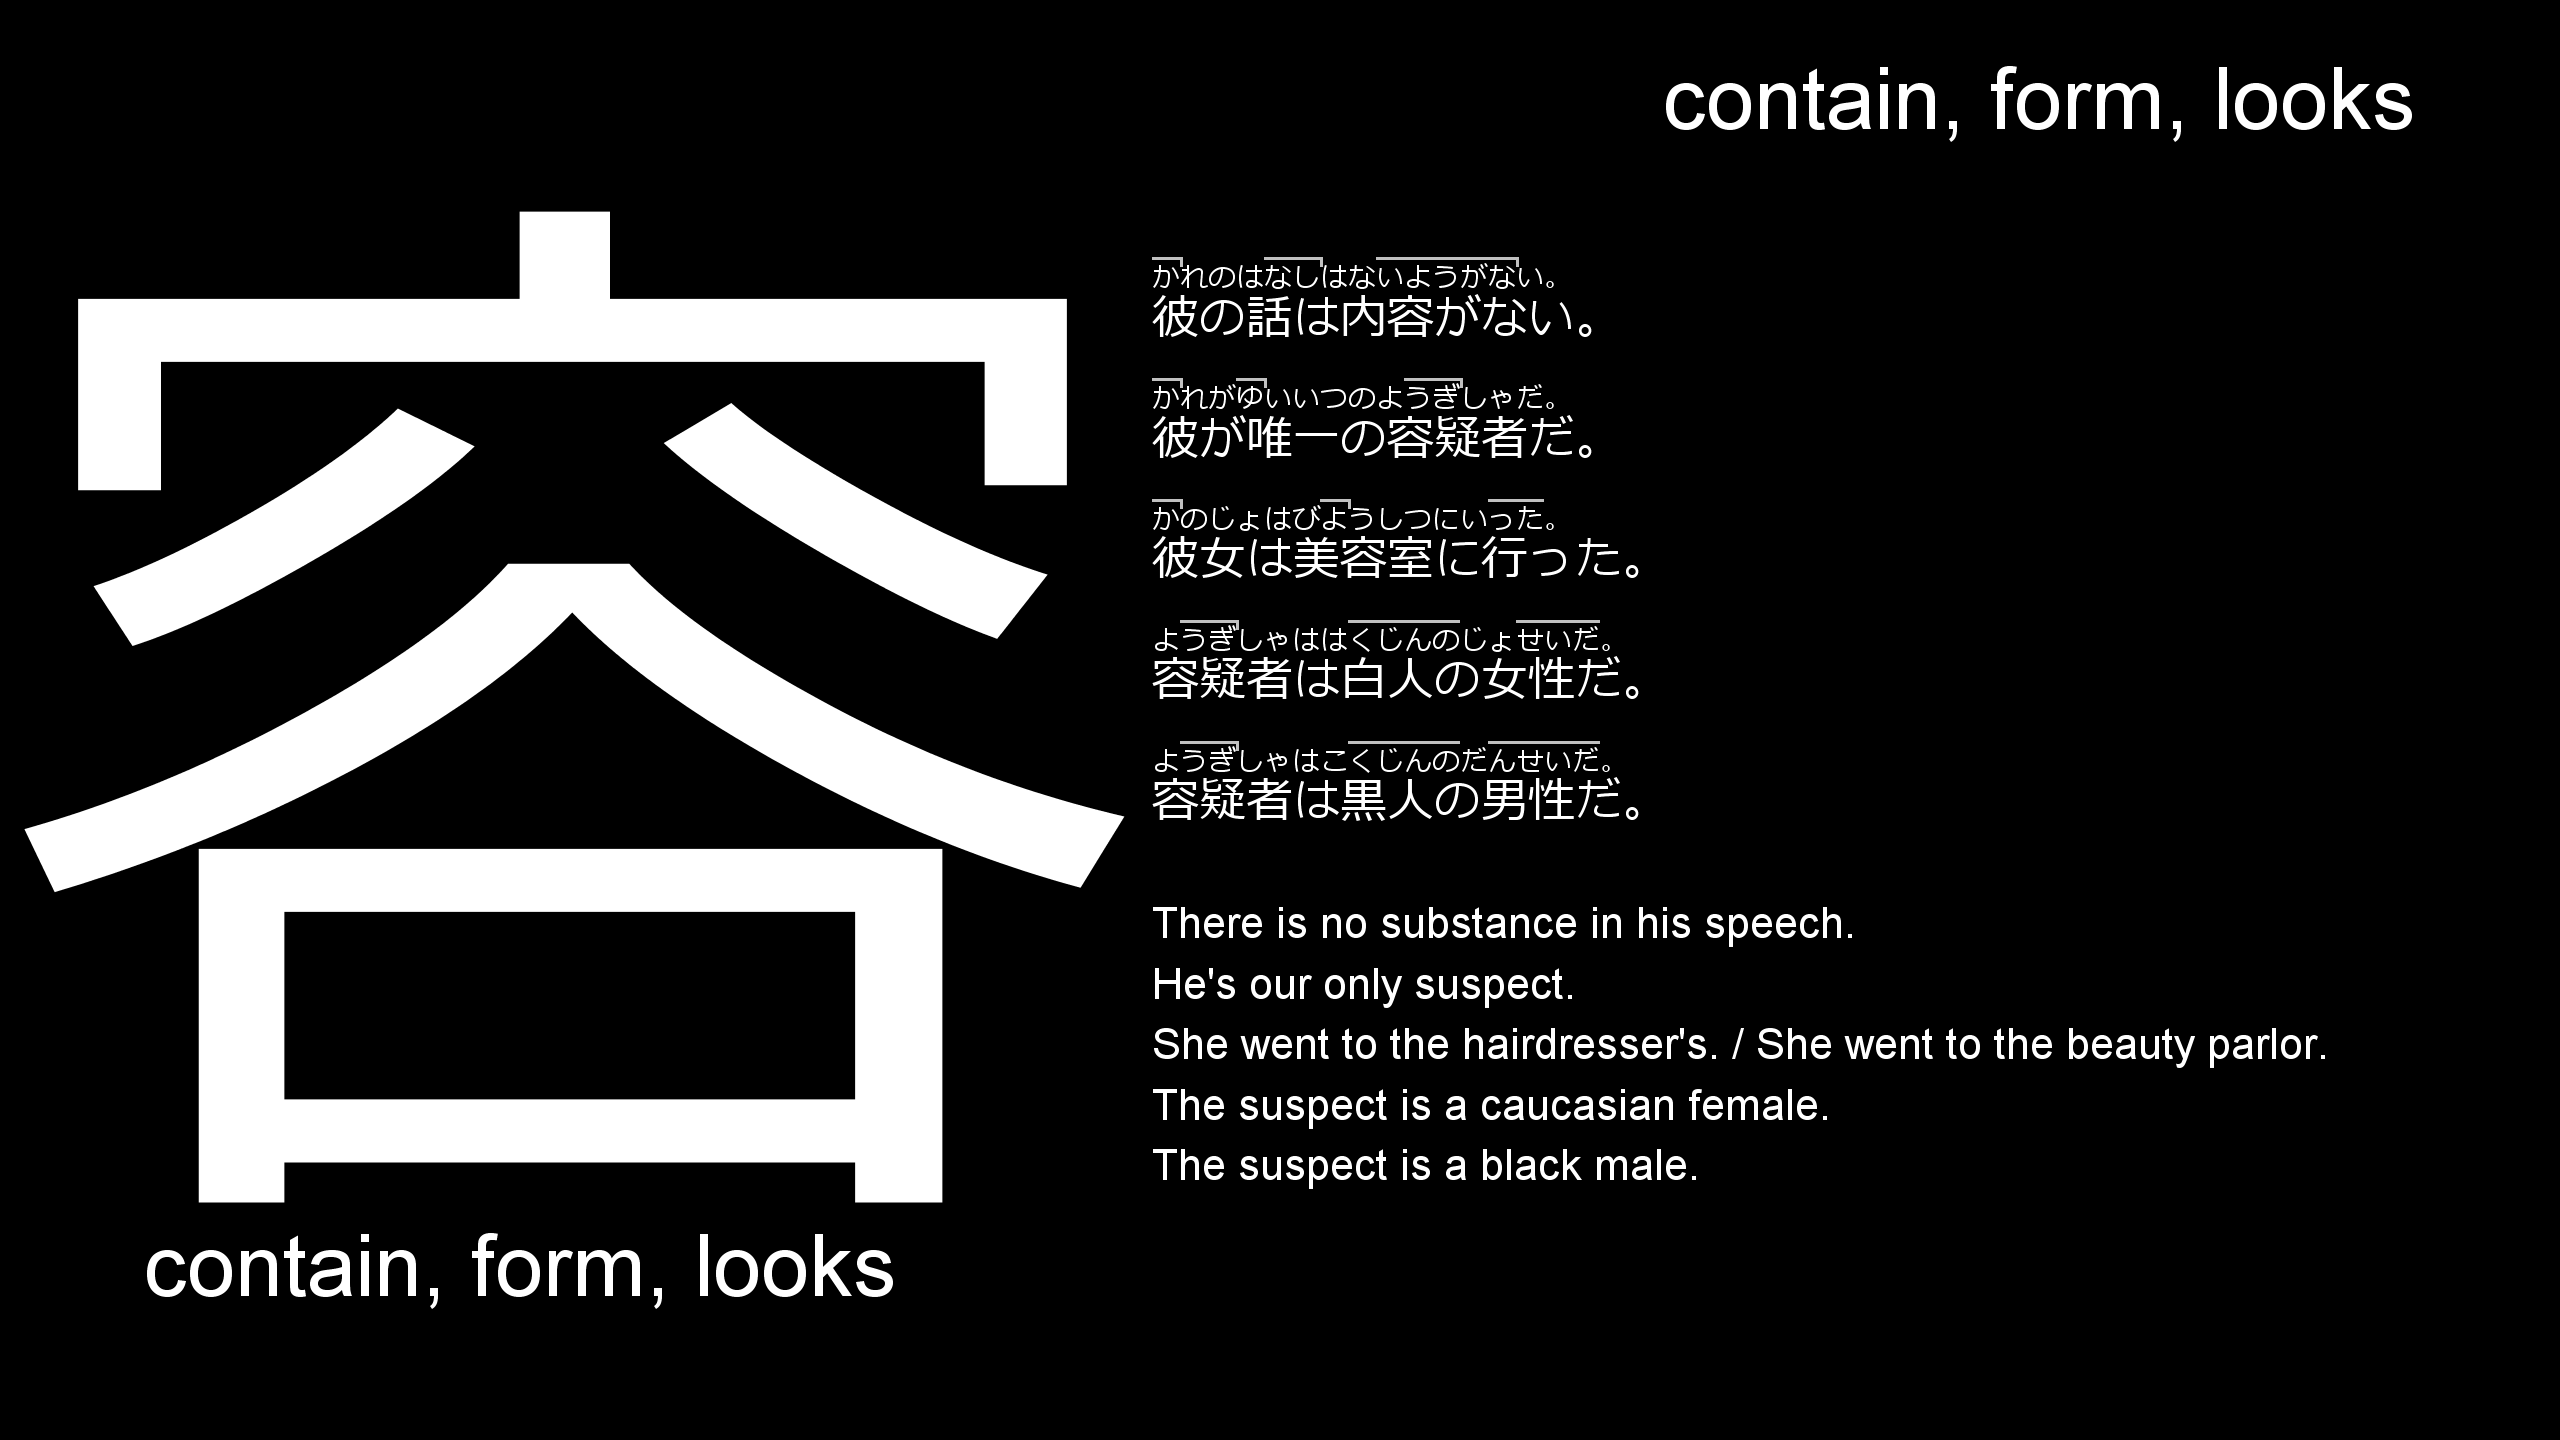 contain, form, looks
容
contain, form, looks
かれのはなしはないようがない。
彼の話は内容がない。
かれがゆいいつのようぎしゃだ。
彼が唯一の容疑者だ。
かのじょはびようしつにいった。
彼女は美容室に行った。
ようぎしゃははくじんのじょせいだ。
容疑者は白人の女性だ。
ようぎしゃはこくじんのだんせいだ。
容疑者は黒人の男性だ。
There is no substance in his speech.
He's our only suspect.
She went to the hairdresser's. / She went to the beauty parlor.
The suspect is a caucasian female.
The suspect is a black male.